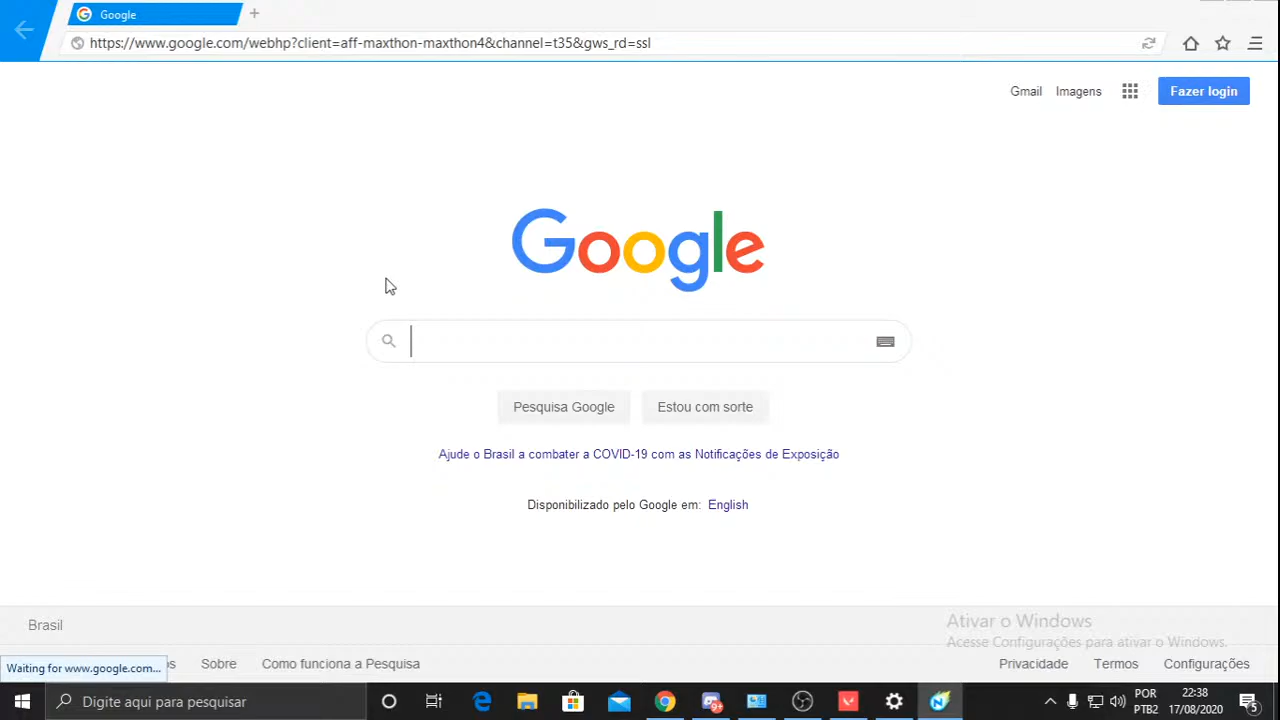 Google
https://www.google.com/webhp?client=aff-maxthon-maxthon4&channel=t35&gws_rd=ssl
Gmail Imagens Fazer login
Google
Pesquisa Google Estou com sorte
Ajude o Brasil a combater a COVID-19 com as Notificações de Exposição
Disponibilizado pelo Google em: English
Brasil
Ativar o Windows
Acesse Configurações para ativar o Windows.
Waiting for www.google.com... Sobre Como funciona a Pesquisa Privacidade Termos Configurações
Digite aqui para pesquisar
POR
PTB2
22:38
17/08/2020
5